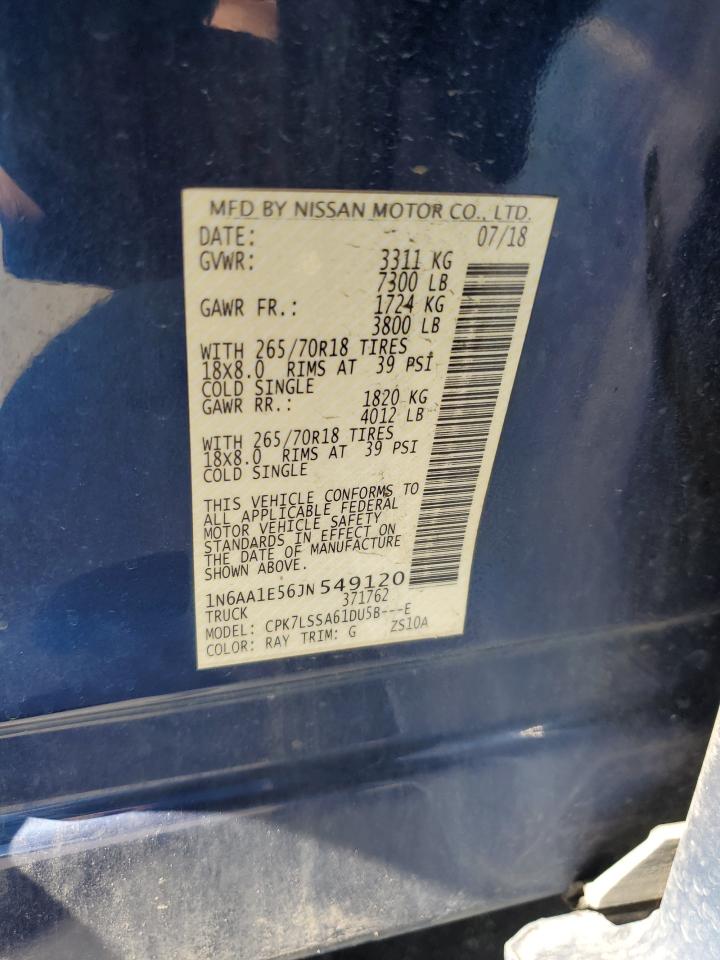 MFD BY NISSAN MOTOR CO., LTD.
DATE: 07/18
GVWR: 3311 KG
7300 LB
GAWR FR.: 1724 KG
3800 LB
WITH 265/70R18 TIRES
18X8.0 RIMS AT 39 PSI
COLD SINGLE
GAWR RR.: 1820 KG
4012 LB
WITH 265/70R18 TIRES
18X8.0 RIMS AT 39 PSI
COLD SINGLE
THIS VEHICLE CONFORMS TO
ALL APPLICABLE FEDERAL
MOTOR VEHICLE SAFETY
STANDARDS IN EFFECT ON
THE DATE OF MANUFACTURE
SHOWN ABOVE.
1N6AA1E56JN549120
TRUCK 371762
MODEL: CPK7LSSA61DU5B---E
COLOR: RAY TRIM: G ZS10A